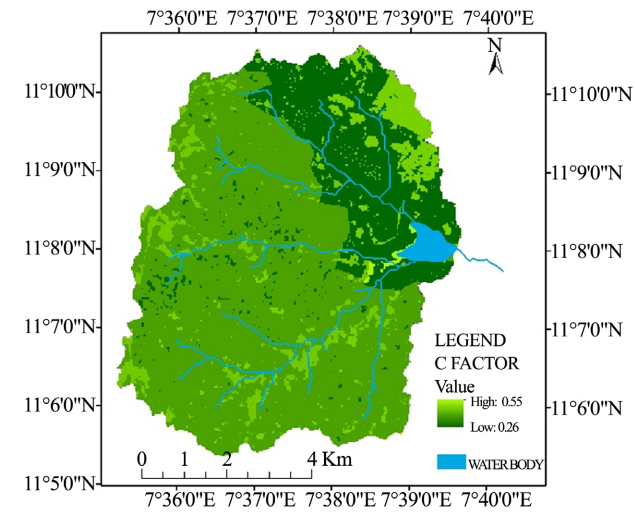 7°36'0"E 7°37'0"E 7°38'0"E 7°39'0"E 7°40'0"E
N
11°10'0"N 11°10'0"N
11°9'0"N 11°9'0"N
11°8'0"N 11°8'0"N
11°7'0"N 11°7'0"N
LEGEND
C FACTOR
Value
High: 0.55
11°6'0"N 11°6'0"N
Low: 0.26
0 1 2 4 Km
WATER BODY
11°5'0"N
7°36'0"E 7°37'0"E 7°38'0"E 7°39'0"E 7°40'0"E